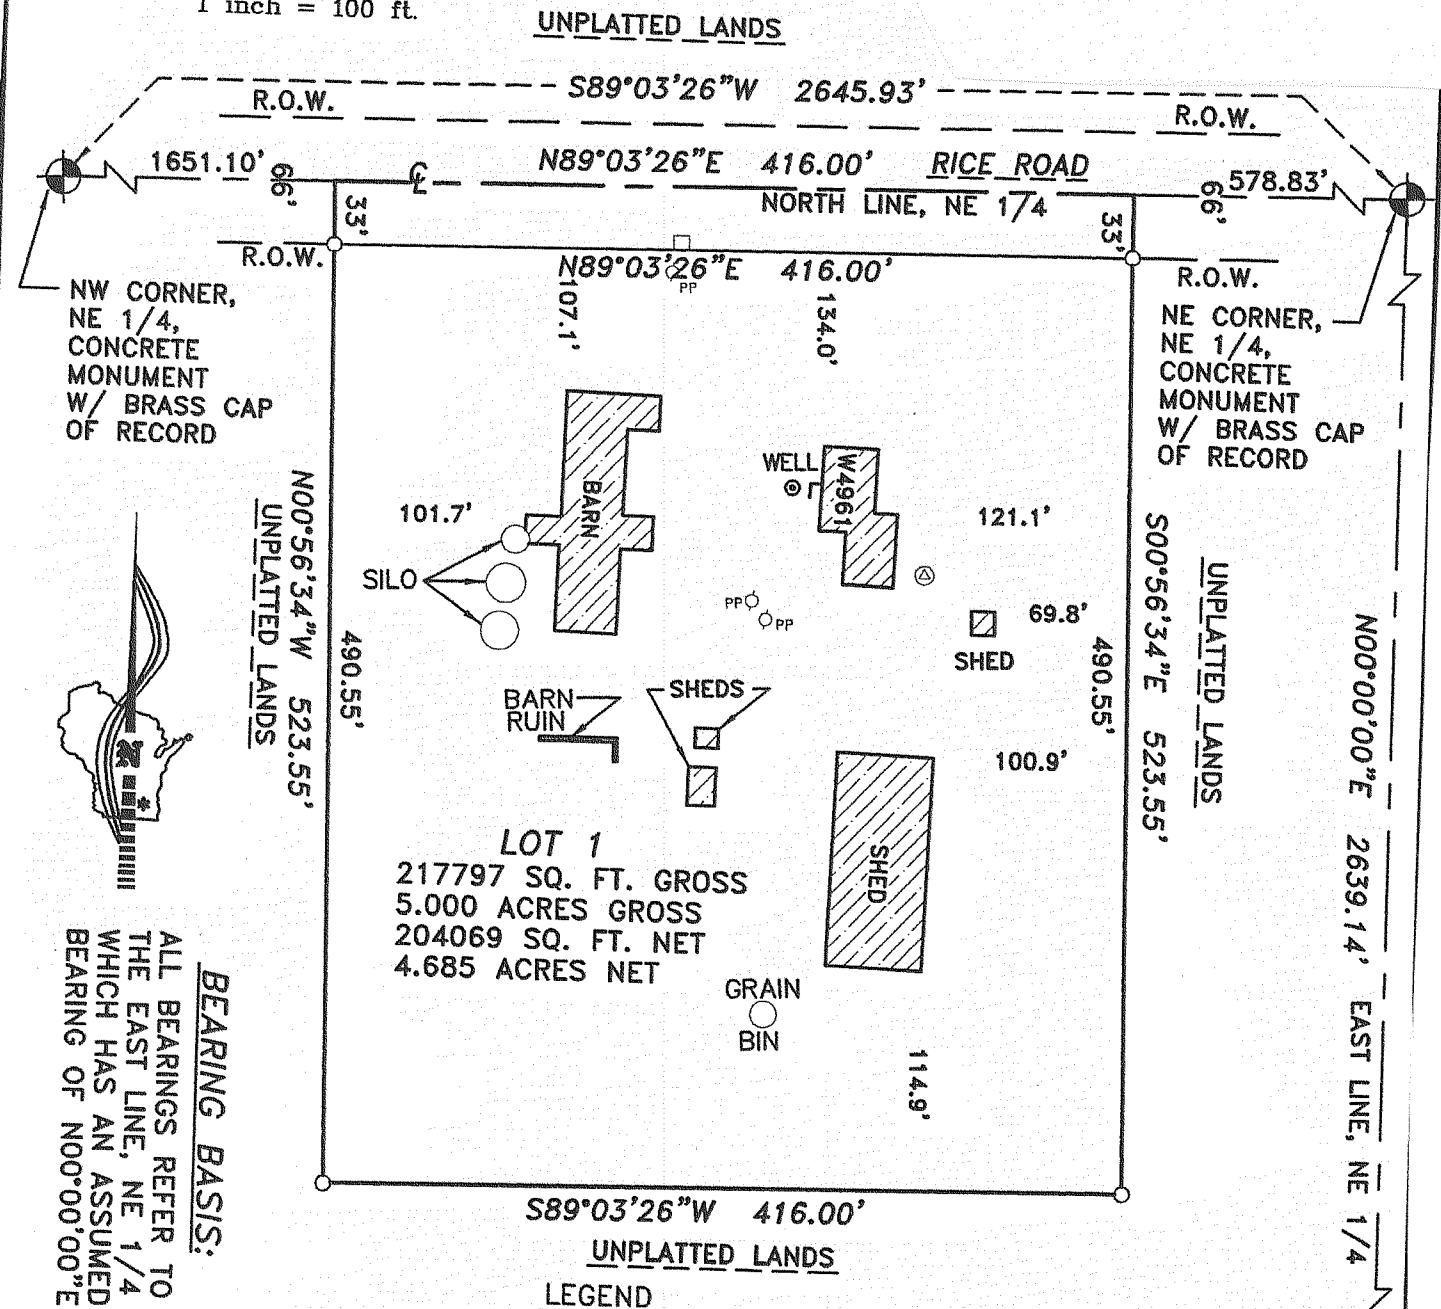 1 inch = 100 ft.
UNPLATTED LANDS
S89°03'26"W 2645.93'
R.O.W.
R.O.W.
1651.10'
66'
℄
N89°03'26"E 416.00'
RICE ROAD
66'
578.83'
NORTH LINE, NE 1/4
33'
33'
R.O.W.
N89°03'26"E 416.00'
R.O.W.
PP
107.1'
134.0'
NW CORNER,
NE 1/4,
CONCRETE
MONUMENT
W/ BRASS CAP
OF RECORD
NE CORNER,
NE 1/4,
CONCRETE
MONUMENT
W/ BRASS CAP
OF RECORD
WELL
W4961
BARN
101.7'
121.1'
SILO
PP
PP
69.8'
SHED
N00°56'34"W 523.55'
UNPLATTED LANDS
490.55'
490.55'
S00°56'34"E 523.55'
UNPLATTED LANDS
N00°00'00"E 2639.14' EAST LINE, NE 1/4
BARN
RUIN
SHEDS
100.9'
SHED
LOT 1
217797 SQ. FT. GROSS
5.000 ACRES GROSS
204069 SQ. FT. NET
4.685 ACRES NET
GRAIN
BIN
114.9'
BEARING BASIS:
ALL BEARINGS REFER TO
THE EAST LINE, NE 1/4
WHICH HAS AN ASSUMED
BEARING OF N00°00'00"E
S89°03'26"W 416.00'
UNPLATTED LANDS
LEGEND